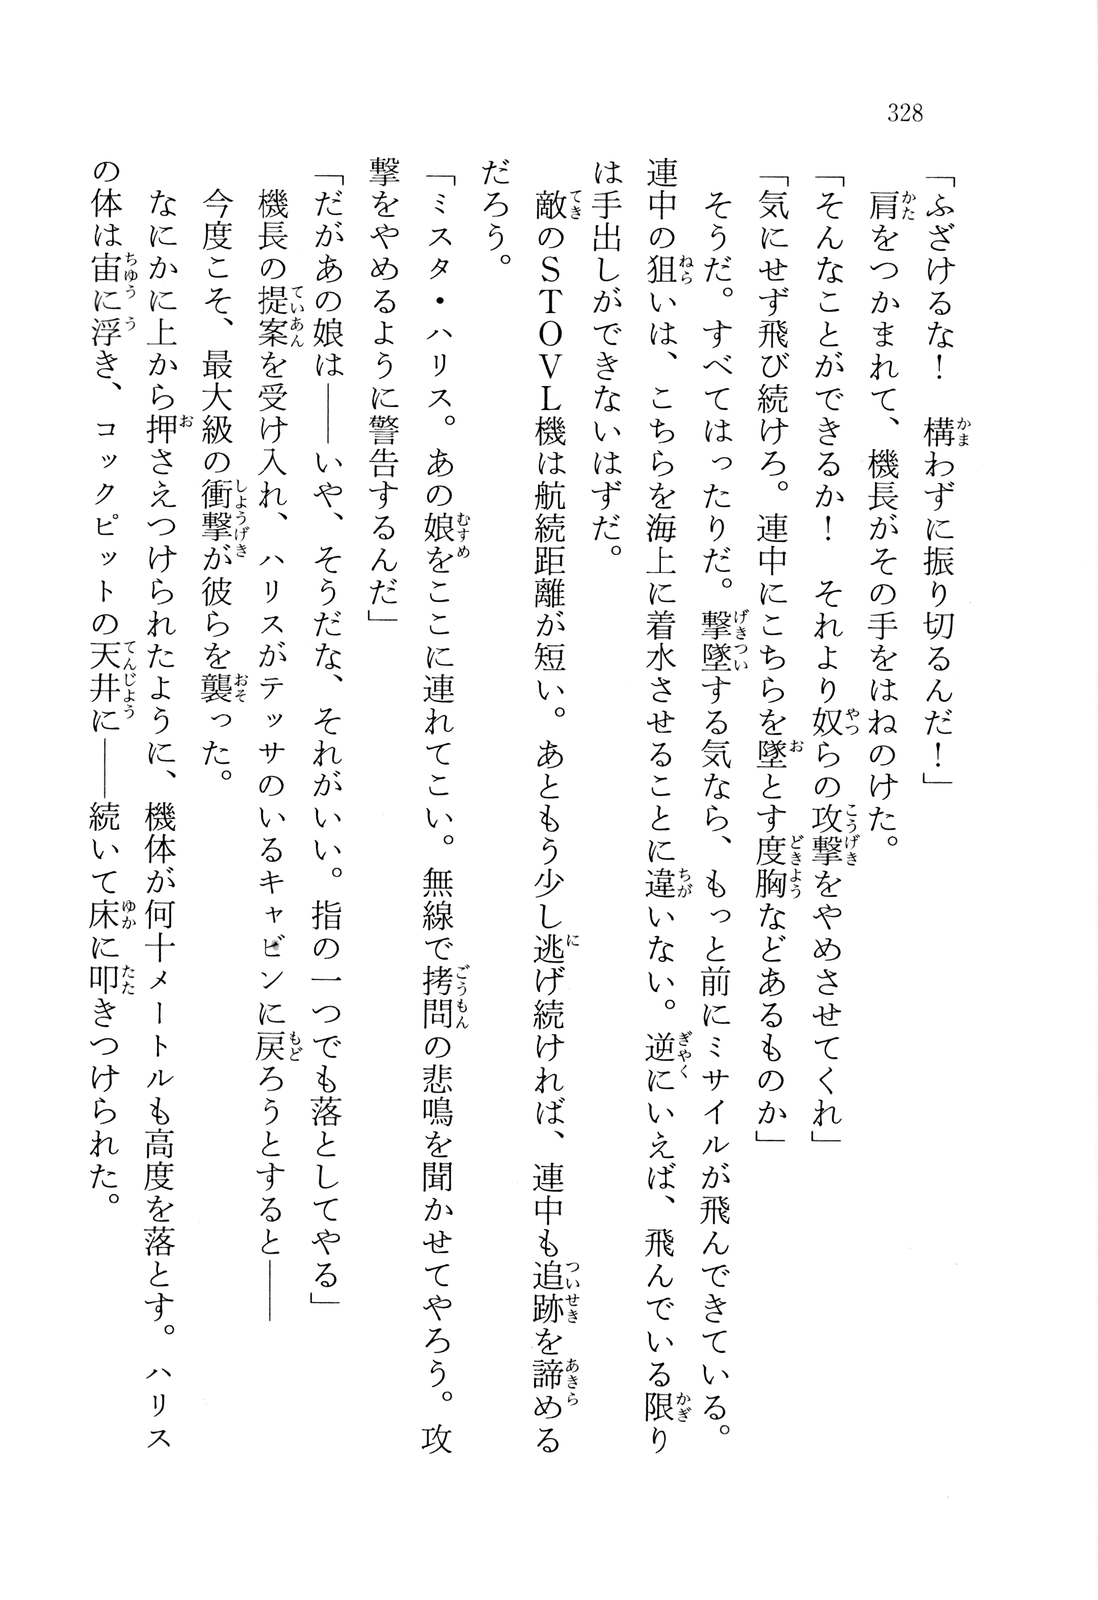 328
「ふざけるな！　構わずに振り切るんだ！」
　肩をつかまれて、機長がその手をはねのけた。
「そんなことができるか！　それより奴らの攻撃をやめさせてくれ」
「気にせず飛び続けろ。連中にこちらを墜とす度胸などあるものか」
　そうだ。すべてはったりだ。撃墜する気なら、もっと前にミサイルが飛んできている。
連中の狙いは、こちらを海上に着水させることに違いない。逆にいえば、飛んでいる限り
は手出しができないはずだ。
　敵のＳＴＯＶＬ機は航続距離が短い。あともう少し逃げ続ければ、連中も追跡を諦める
だろう。
「ミスタ・ハリス。あの娘をここに連れてこい。無線で拷問の悲鳴を聞かせてやろう。攻
撃をやめるように警告するんだ」
「だがあの娘は――いや、そうだな、それがいい。指の一つでも落としてやる」
　機長の提案を受け入れ、ハリスがテッサのいるキャビンに戻ろうとすると――
　今度こそ、最大級の衝撃が彼らを襲った。
　なにかに上から押さえつけられたように、機体が何十メートルも高度を落とす。ハリス
の体は宙に浮き、コックピットの天井に――続いて床に叩きつけられた。